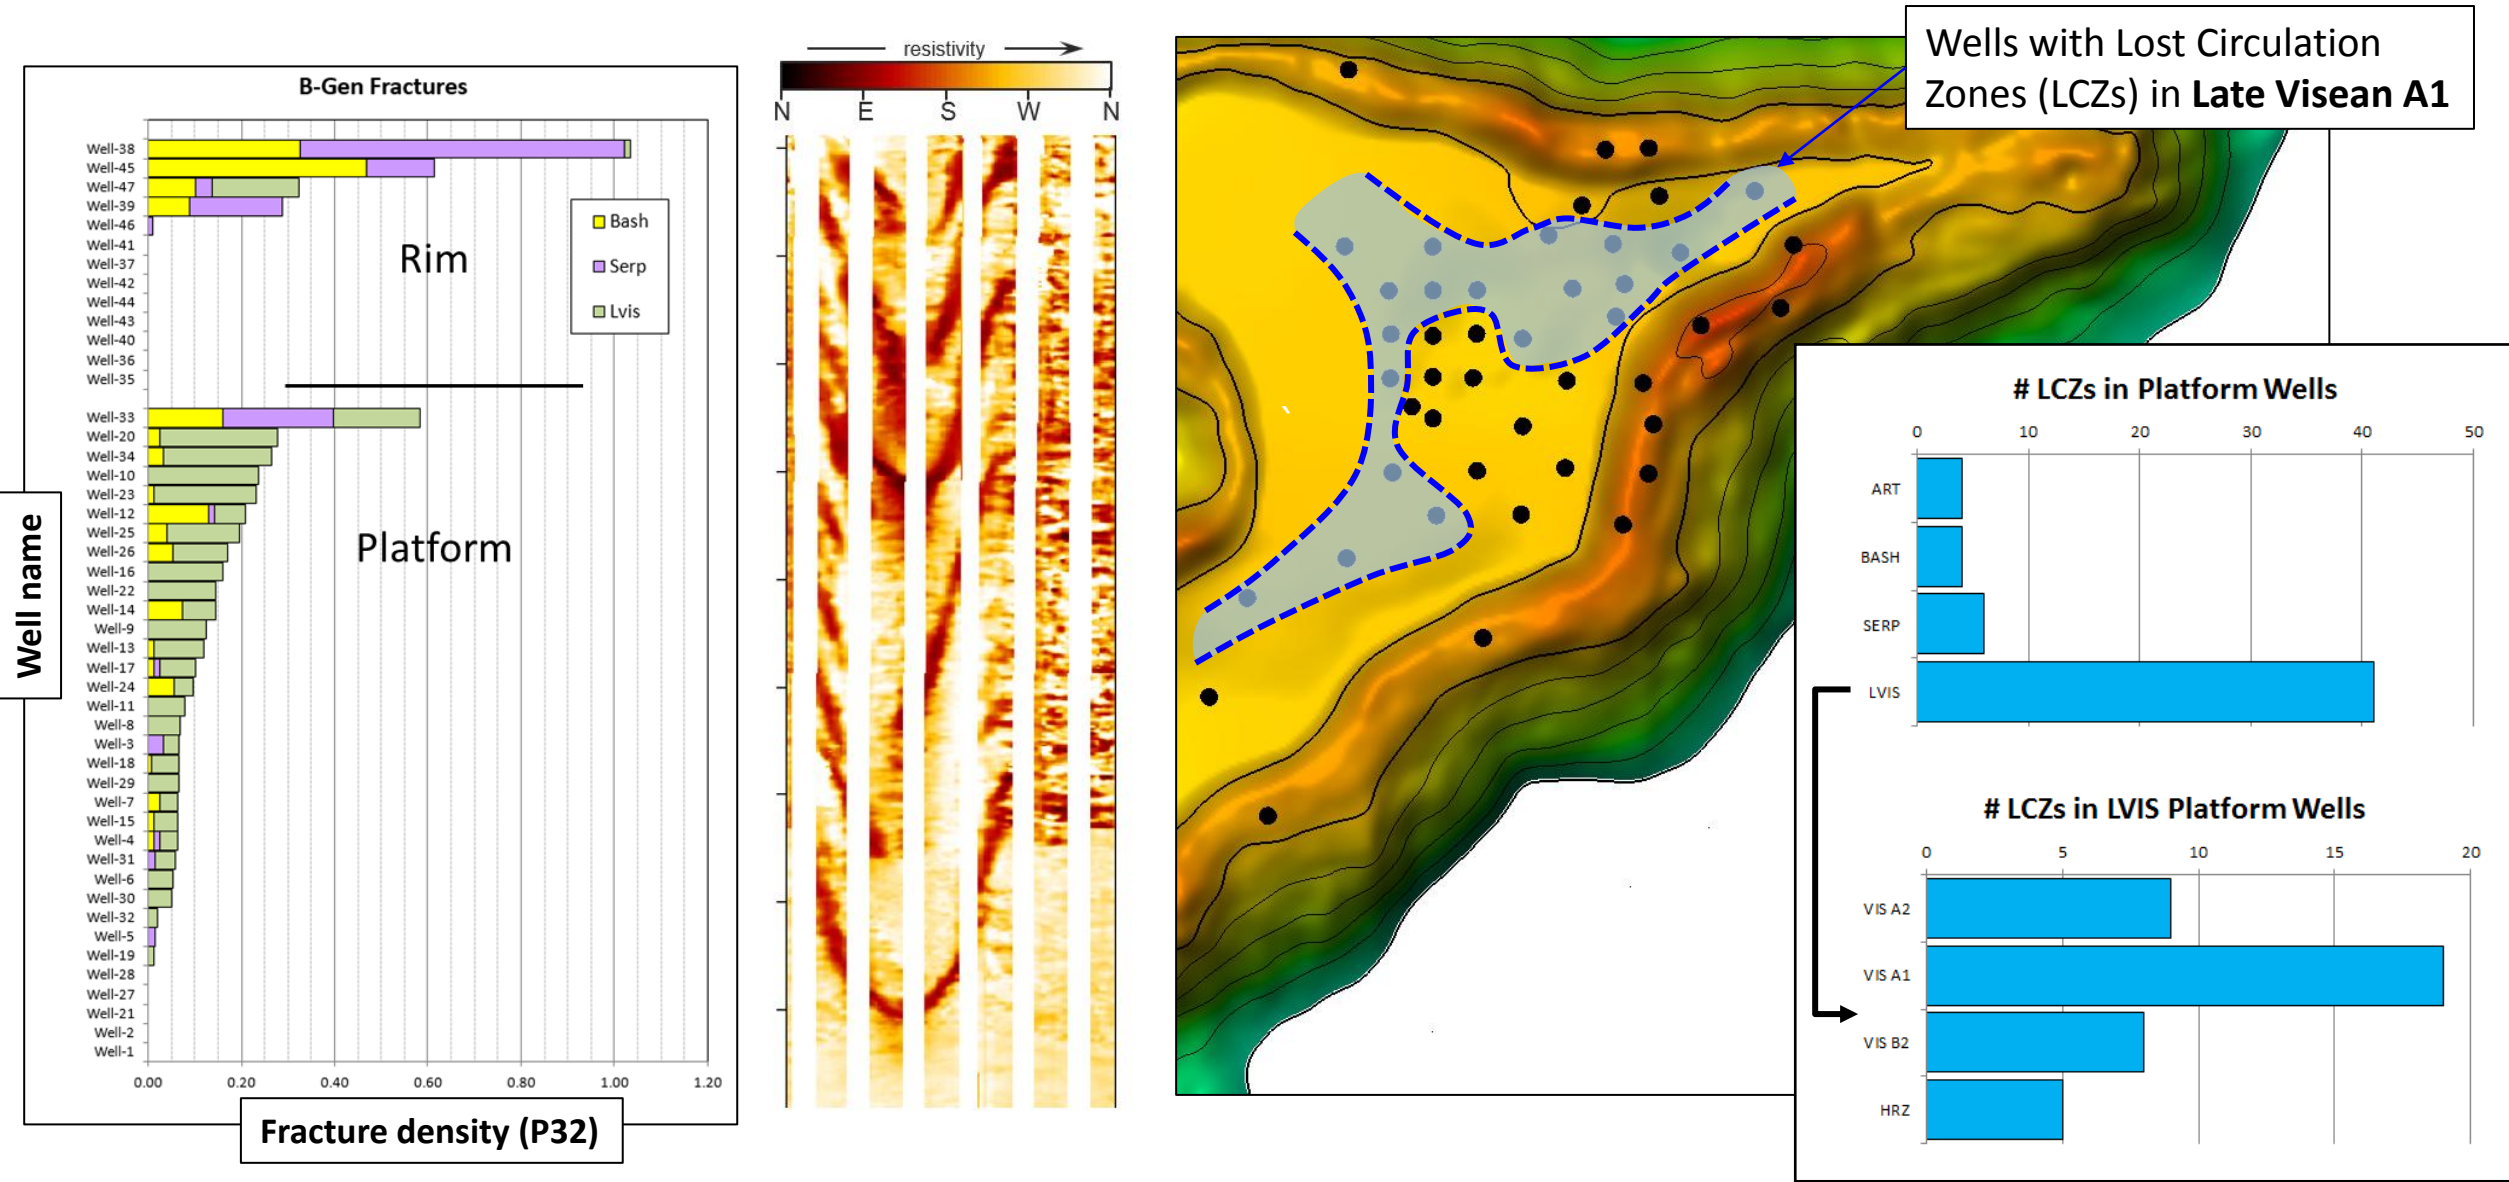 B-Gen Fractures
Well-38
Well-45
Well-47
Well-39
Well-46
Well-41
Well-37
Well-42
Well-44
Well-43
Well-40
Well-36
Well-35
Well-33
Well-20
Well-34
Well-10
Well-23
Well-12
Well-25
Well-26
Well-16
Well-22
Well-14
Well-9
Well-13
Well-17
Well-24
Well-11
Well-8
Well-3
Well-18
Well-29
Well-7
Well-15
Well-4
Well-31
Well-6
Well-30
Well-32
Well-5
Well-19
Well-28
Well-27
Well-21
Well-2
Well-1
Bash
Serp
Lvis
Rim
Platform
Well name
0.00 0.20 0.40 0.60 0.80 1.00 1.20
Fracture density (P32)
resistivity
N E S W N
Wells with Lost Circulation
Zones (LCZs) in Late Visean A1
# LCZs in Platform Wells
0 10 20 30 40 50
ART
BASH
SERP
LVIS
# LCZs in LVIS Platform Wells
0 5 10 15 20
VIS A2
VIS A1
VIS B2
HRZ